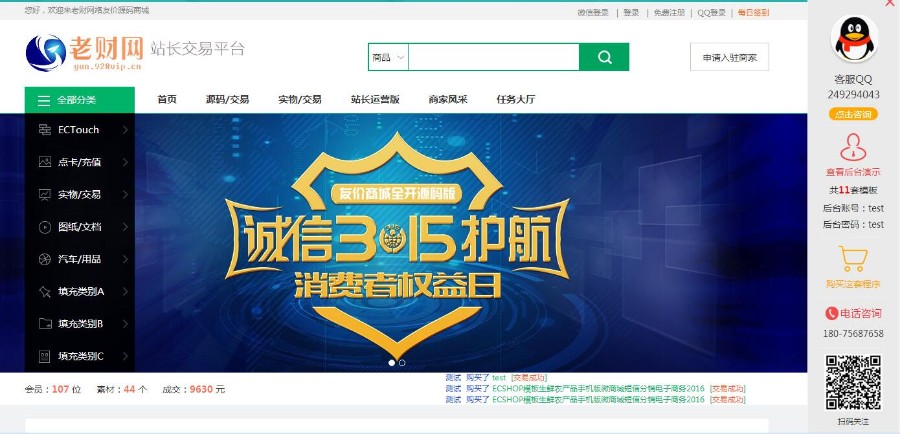 您好，欢迎来老财网络友价源码商城
微信登录 | 登录 | 免费注册 | QQ登录 | 每日签到
老财网
yun.928vip.cn
站长交易平台
商品
申请入驻商家
全部分类
首页 源码/交易 实物/交易 站长运营版 商家风采 任务大厅
ECTouch
点卡/充值
实物/交易
图纸/文档
汽车/用品
填充类别A
填充类别B
填充类别C
友价商城全开源码版
诚信3·15护航
消费者权益日
会员：107 位 素材：44 个 成交：9630 元
测试 购买了 test [交易成功]
测试 购买了 ECSHOP模板生鲜农产品手机版微商城短信分销电子商务2016 [交易成功]
测试 购买了 ECSHOP模板生鲜农产品手机版微商城短信分销电子商务2016 [交易成功]
客服QQ
249294043
点击咨询
查看后台演示
共11套模板
后台账号：test
后台密码：test
购买这套程序
电话咨询
180-75687658
扫码关注